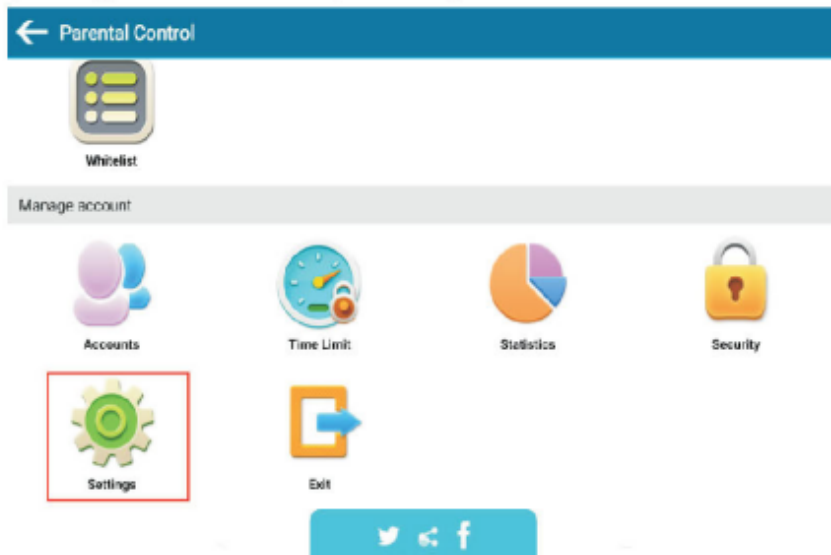 Parental Control
Whitelist
Manage account
Accounts
Time Limit
Statistics
Security
Settings
Exit